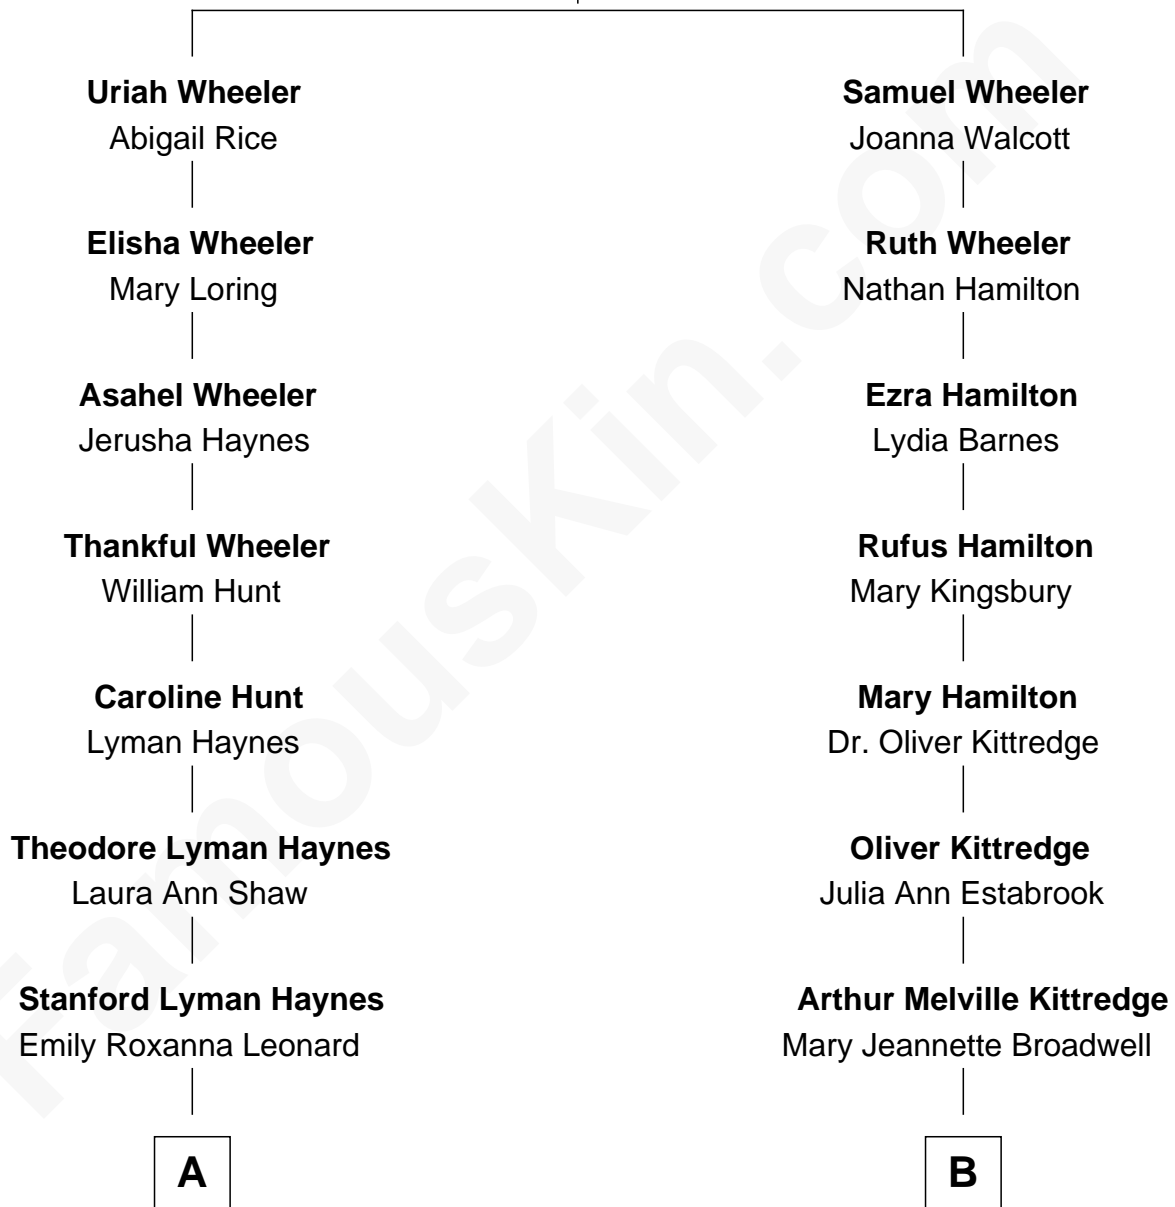 Uriah Wheeler
Abigail Rice
Elisha Wheeler
Mary Loring
Asahel Wheeler
Jerusha Haynes
Thankful Wheeler
William Hunt
Caroline Hunt
Lyman Haynes
Theodore Lyman Haynes
Laura Ann Shaw
Stanford Lyman Haynes
Emily Roxanna Leonard
A
Samuel Wheeler
Joanna Walcott
Ruth Wheeler
Nathan Hamilton
Ezra Hamilton
Lydia Barnes
Rufus Hamilton
Mary Kingsbury
Mary Hamilton
Dr. Oliver Kittredge
Oliver Kittredge
Julia Ann Estabrook
Arthur Melville Kittredge
Mary Jeannette Broadwell
B
FamousKin.com